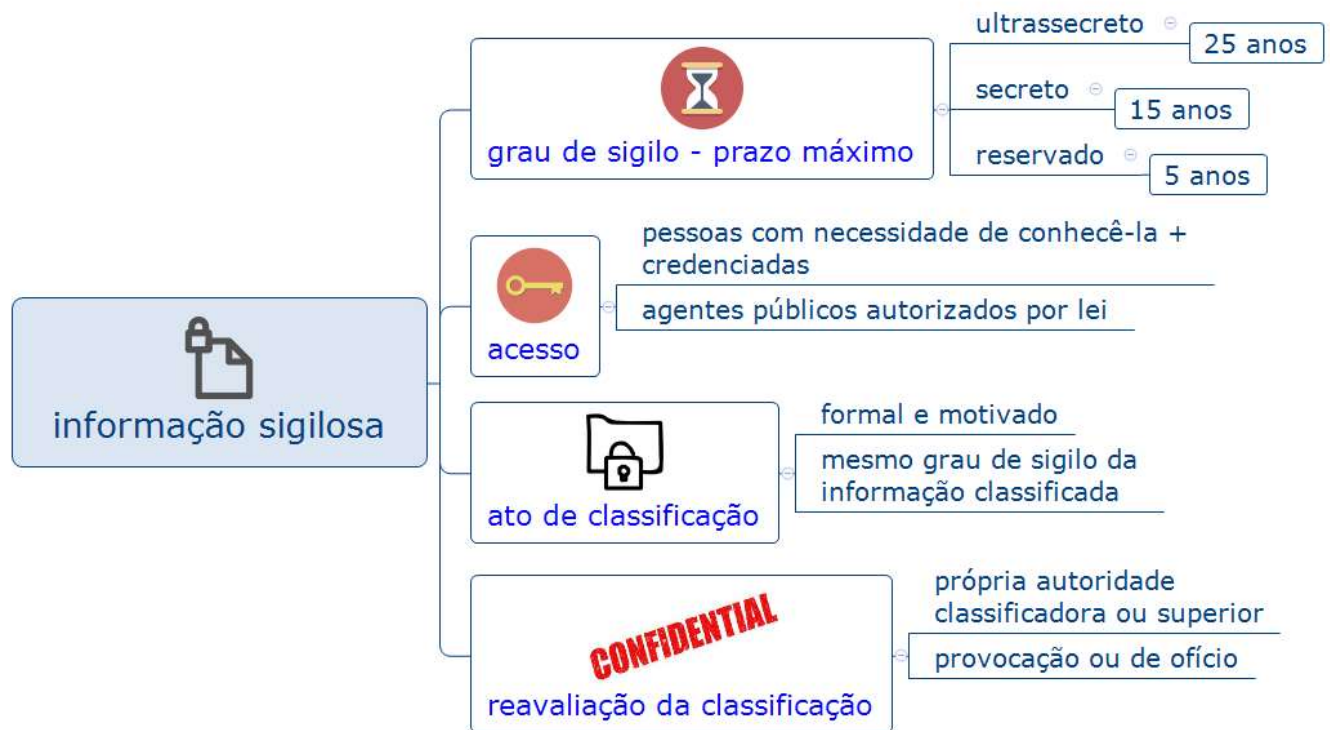 informação sigilosa
grau de sigilo - prazo máximo
ultrassecreto
25 anos
secreto
15 anos
reservado
5 anos
acesso
pessoas com necessidade de conhecê-la +
credenciadas
agentes públicos autorizados por lei
ato de classificação
formal e motivado
mesmo grau de sigilo da
informação classificada
CONFIDENTIAL
reavaliação da classificação
própria autoridade
classificadora ou superior
provocação ou de ofício